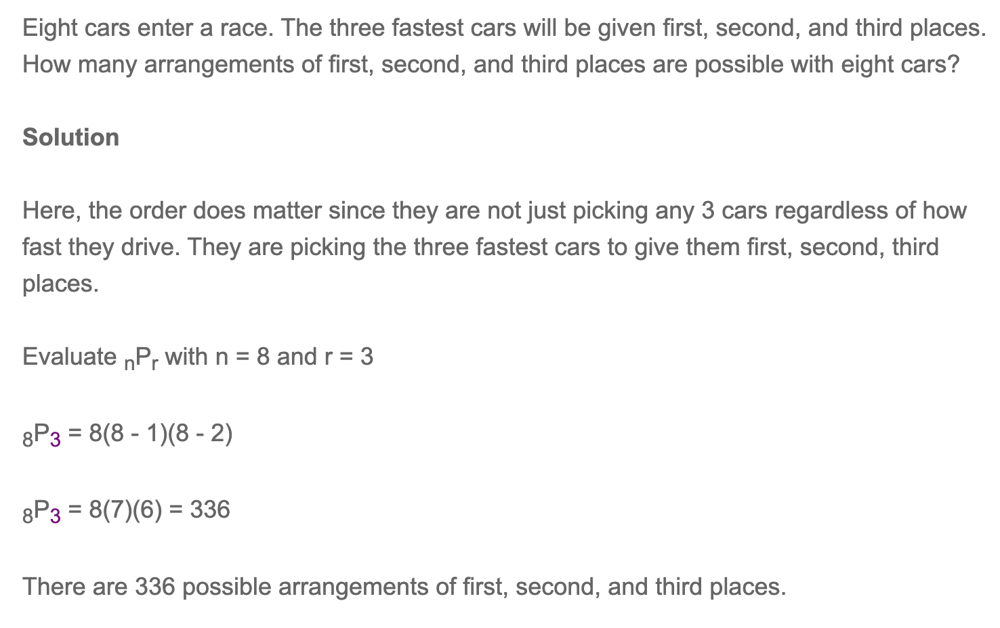 Eight cars enter a race. The three fastest cars will be given first, second, and third places.
How many arrangements of first, second, and third places are possible with eight cars?
Solution
Here, the order does matter since they are not just picking any 3 cars regardless of how
fast they drive. They are picking the three fastest cars to give them first, second, third
places.
Evaluate ₙPᵣ with n = 8 and r = 3
₈P₃ = 8(8 - 1)(8 - 2)
₈P₃ = 8(7)(6) = 336
There are 336 possible arrangements of first, second, and third places.